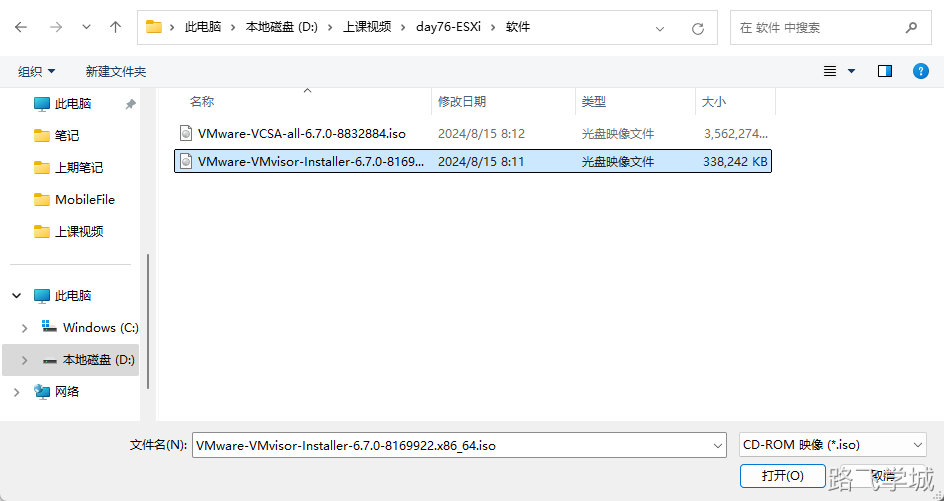 此电脑 › 本地磁盘 (D:) › 上课视频 › day76-ESXi › 软件
在 软件 中搜索
组织 新建文件夹
名称 修改日期 类型 大小
此电脑
笔记
上期笔记
MobileFile
上课视频
VMware-VCSA-all-6.7.0-8832884.iso 2024/8/15 8:12 光盘映像文件 3,562,274...
VMware-VMvisor-Installer-6.7.0-8169... 2024/8/15 8:11 光盘映像文件 338,242 KB
此电脑
Windows (C:)
本地磁盘 (D:)
网络
文件名(N): VMware-VMvisor-Installer-6.7.0-8169922.x86_64.iso CD-ROM 映像 (*.iso)
打开(O) 取消
路飞学城